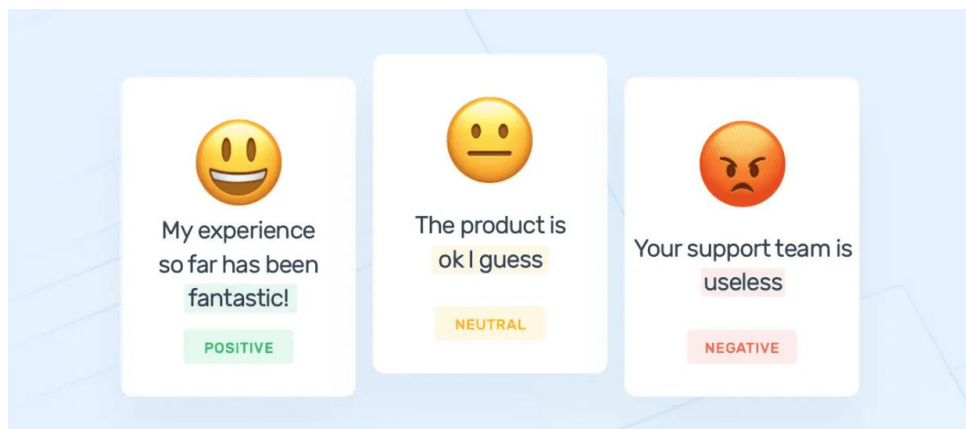 My experience
so far has been
fantastic!
POSITIVE
The product is
ok I guess
NEUTRAL
Your support team is
useless
NEGATIVE